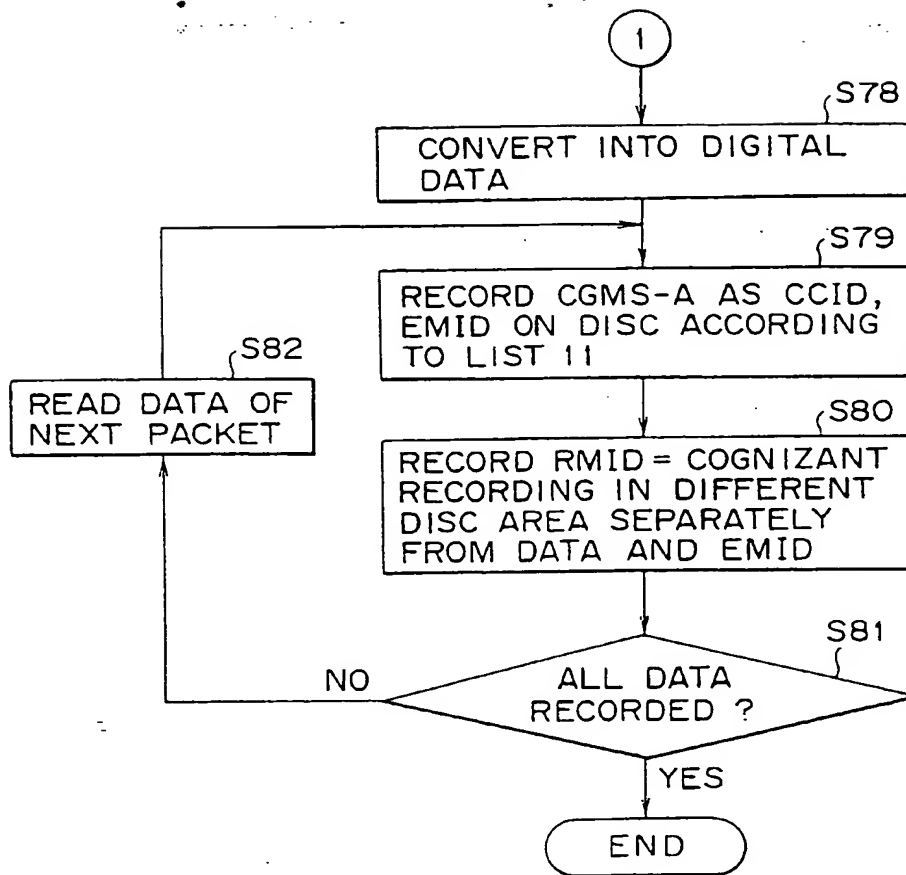 1
S78
CONVERT INTO DIGITAL
DATA
S79
RECORD CGMS-A AS CCID,
EMID ON DISC ACCORDING
TO LIST 11
S82
READ DATA OF
NEXT PACKET
S80
RECORD RMID = COGNIZANT
RECORDING IN DIFFERENT
DISC AREA SEPARATELY
FROM DATA AND EMID
S81
NO
ALL DATA
RECORDED ?
YES
END